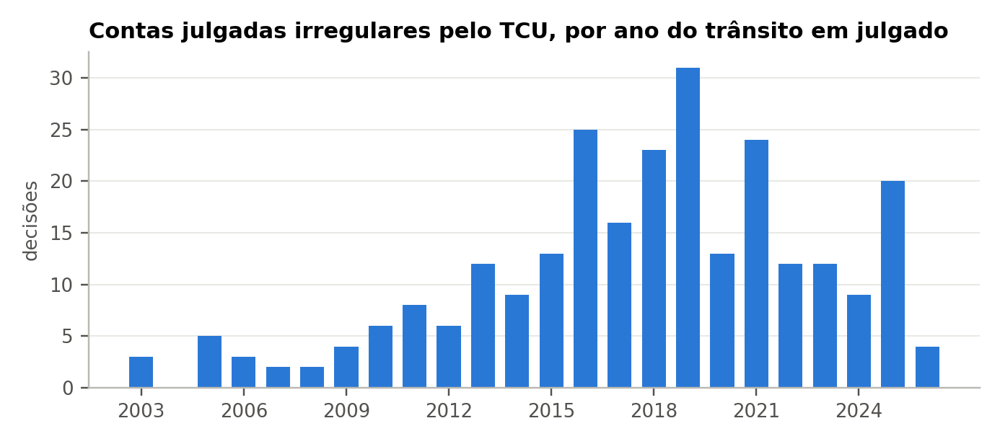 Contas julgadas irregulares pelo TCU, por ano do trânsito em julgado
decisões
30
25
20
15
10
5
0
2003 2006 2009 2012 2015 2018 2021 2024